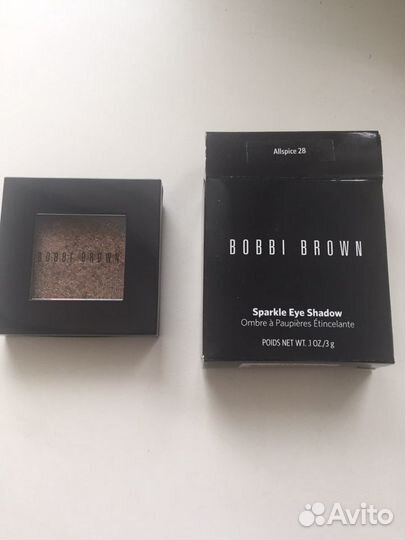 BOBBI BROWN
Allspice 28
BOBBI BROWN
Sparkle Eye Shadow
Ombre à Paupières Étincelante
POIDS NET WT. .1 OZ./3 g
Avito